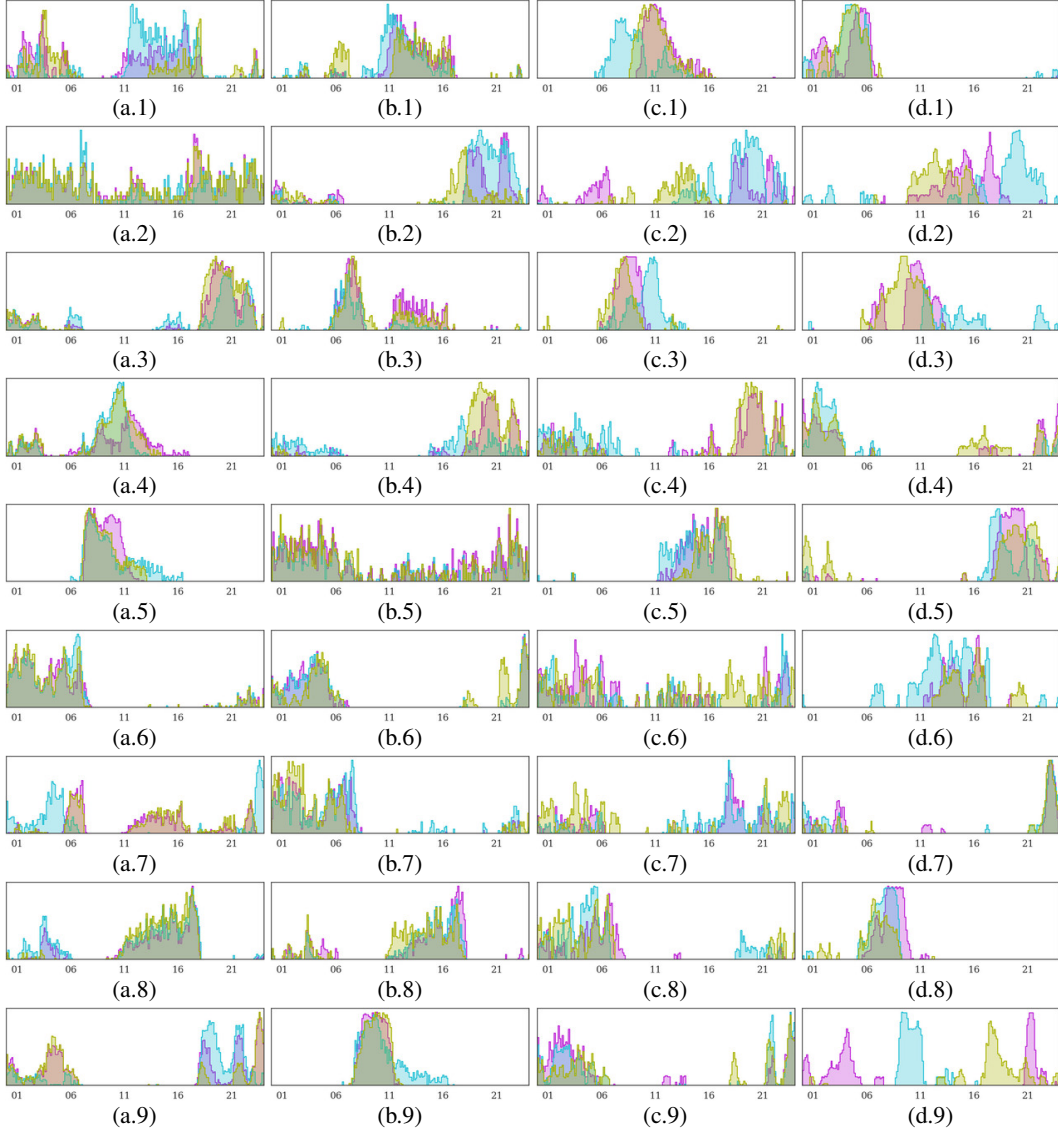 01 06 11 16 21 01 06 11 16 21 01 06 11 16 21 01 06 11 16 21
(a.1) (b.1) (c.1) (d.1)
01 06 11 16 21 01 06 11 16 21 01 06 11 16 21 01 06 11 16 21
(a.2) (b.2) (c.2) (d.2)
01 06 11 16 21 01 06 11 16 21 01 06 11 16 21 01 06 11 16 21
(a.3) (b.3) (c.3) (d.3)
01 06 11 16 21 01 06 11 16 21 01 06 11 16 21 01 06 11 16 21
(a.4) (b.4) (c.4) (d.4)
01 06 11 16 21 01 06 11 16 21 01 06 11 16 21 01 06 11 16 21
(a.5) (b.5) (c.5) (d.5)
01 06 11 16 21 01 06 11 16 21 01 06 11 16 21 01 06 11 16 21
(a.6) (b.6) (c.6) (d.6)
01 06 11 16 21 01 06 11 16 21 01 06 11 16 21 01 06 11 16 21
(a.7) (b.7) (c.7) (d.7)
01 06 11 16 21 01 06 11 16 21 01 06 11 16 21 01 06 11 16 21
(a.8) (b.8) (c.8) (d.8)
01 06 11 16 21 01 06 11 16 21 01 06 11 16 21 01 06 11 16 21
(a.9) (b.9) (c.9) (d.9)